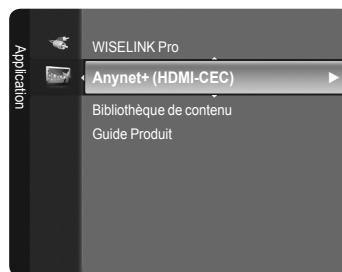 Application
WISELINK Pro
Anynet+ (HDMI-CEC)
Bibliothèque de contenu
Guide Produit